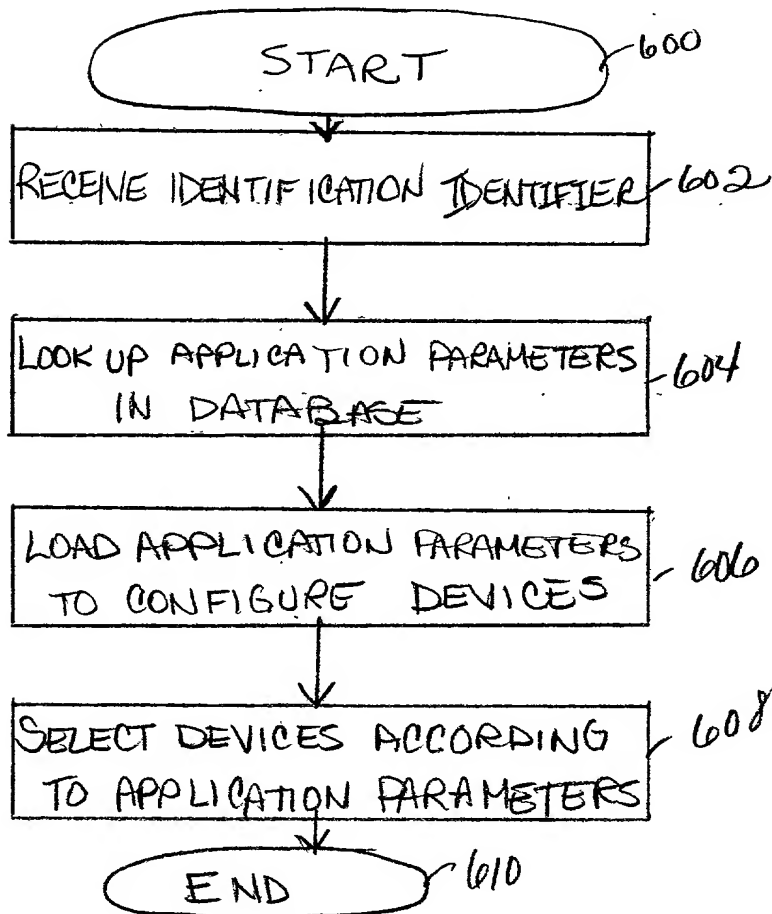 START
600
RECEIVE IDENTIFICATION IDENTIFIER
602
LOOK UP APPLICATION PARAMETERS
IN DATABASE
604
LOAD APPLICATION PARAMETERS
TO CONFIGURE DEVICES
606
SELECT DEVICES ACCORDING
TO APPLICATION PARAMETERS
608
END
610